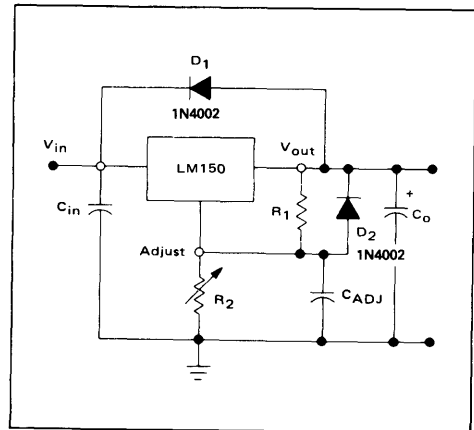 D1
1N4002
Vin
LM150
Vout
Cin
R1
D2
1N4002
+
Co
Adjust
R2
CADJ